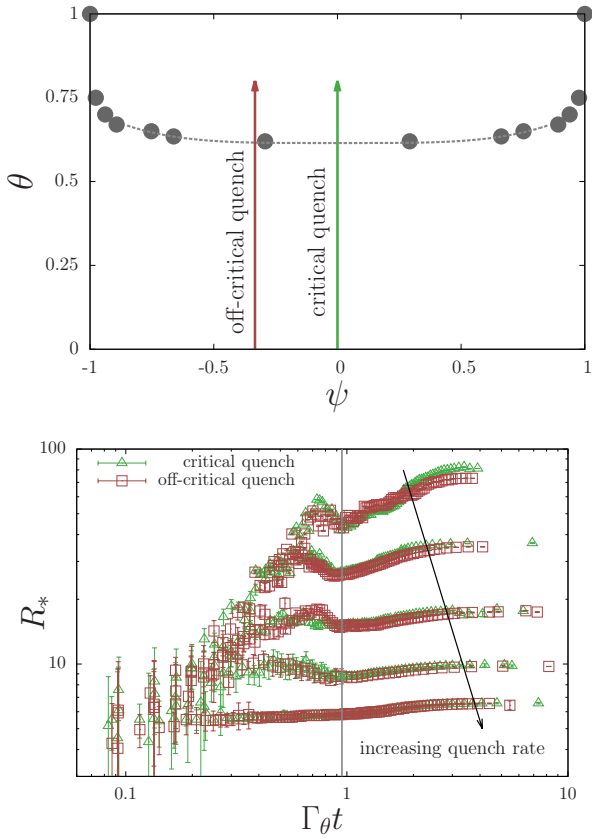 1
0.75
0.5
0.25
0
θ
off-critical quench
critical quench
-1
-0.5
0
0.5
1
ψ
100
10
R*
critical quench
off-critical quench
increasing quench rate
0.1
1
10
Γθt